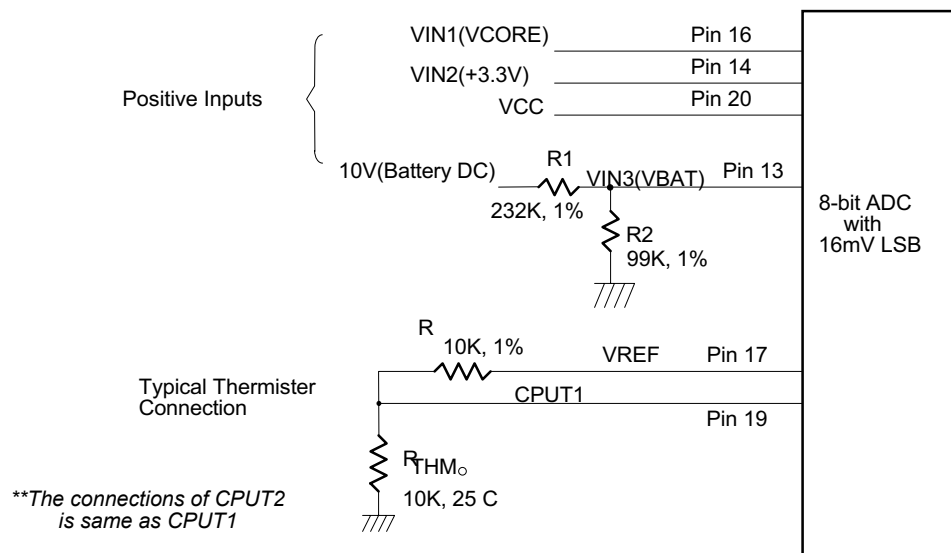 VIN1(VCORE) Pin 16
VIN2(+3.3V) Pin 14
Positive Inputs
VCC Pin 20
10V(Battery DC) R1 VIN3(VBAT) Pin 13
232K, 1%
R2
99K, 1%
8-bit ADC
with
16mV LSB
R
10K, 1% VREF Pin 17
Typical Thermister
Connection
CPUT1
Pin 19
RTHM
10K, 25 C
**The connections of CPUT2
is same as CPUT1